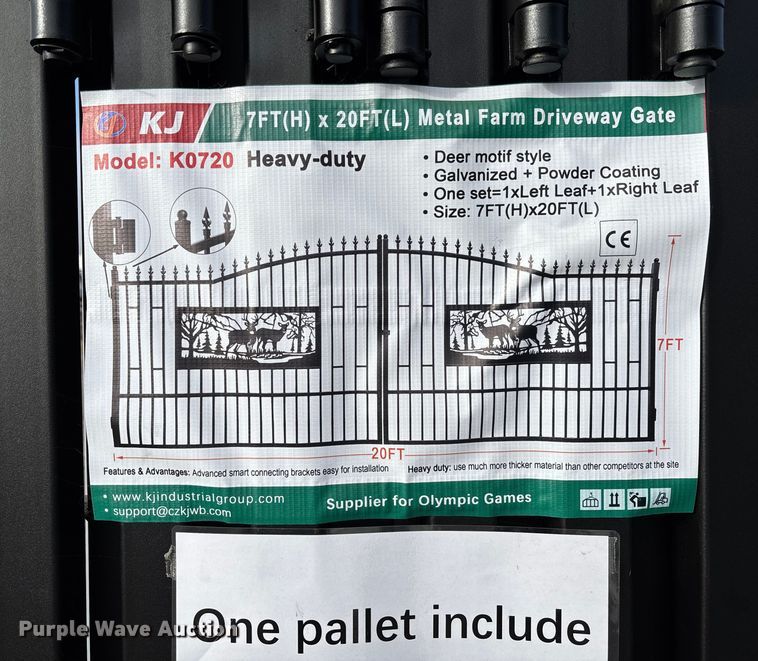 KJ 7FT(H) x 20FT(L) Metal Farm Driveway Gate
Model: K0720 Heavy-duty
• Deer motif style
• Galvanized + Powder Coating
• One set=1xLeft Leaf+1xRight Leaf
• Size: 7FT(H)x20FT(L)
CE
7FT
20FT
Features & Advantages: Advanced smart connecting brackets easy for installation
Heavy duty: use much more thicker material than other competitors at the site
• www.kjindustrialgroup.com
• support@czkjwb.com
Supplier for Olympic Games
One pallet include
Purple Wave Auction